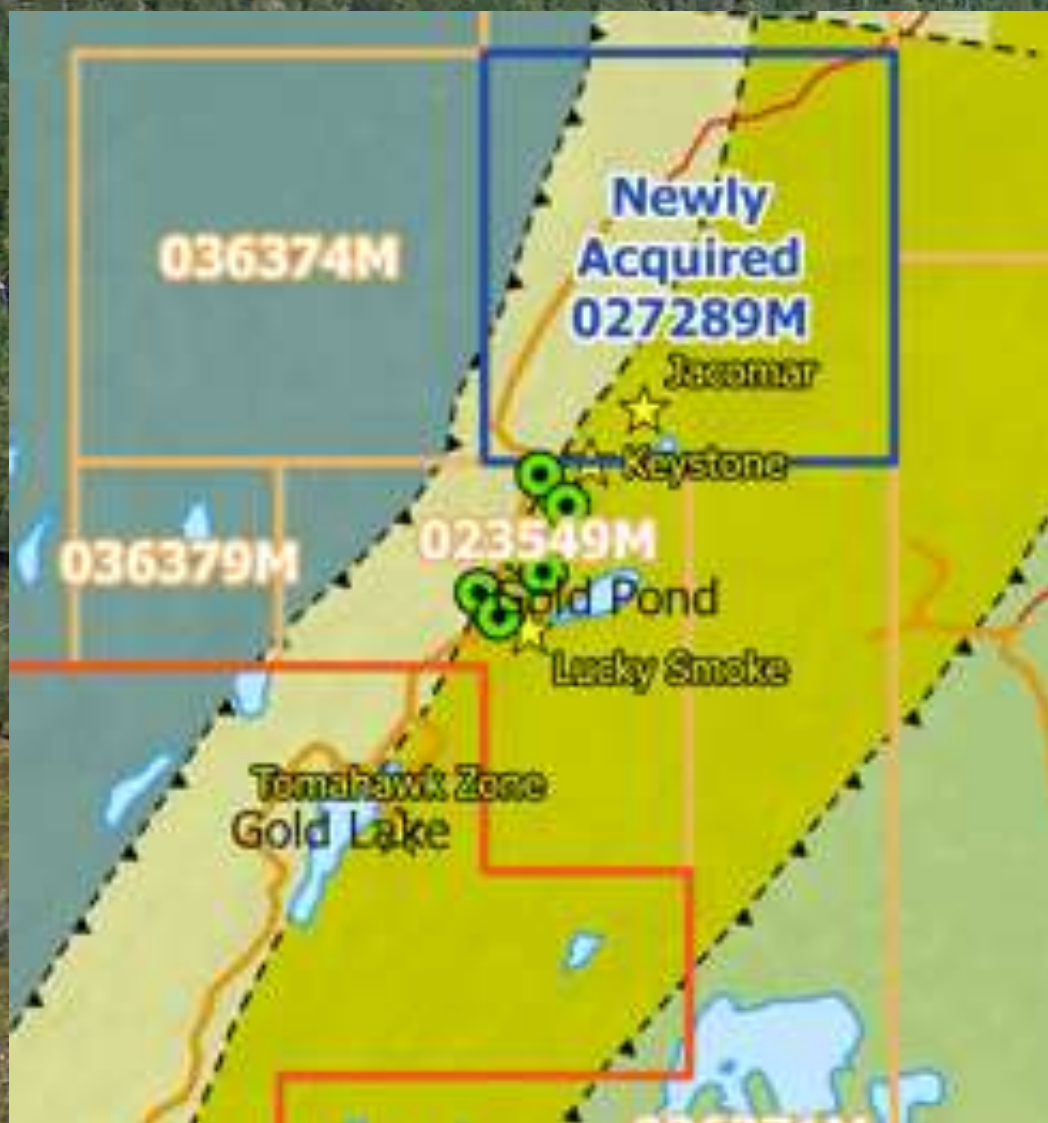 Newly
Acquired
027289M
036374M
Jacomar
Keystone
023549M
036379M
Gold Pond
Lucky Smoke
Tomahawk Zone
Gold Lake